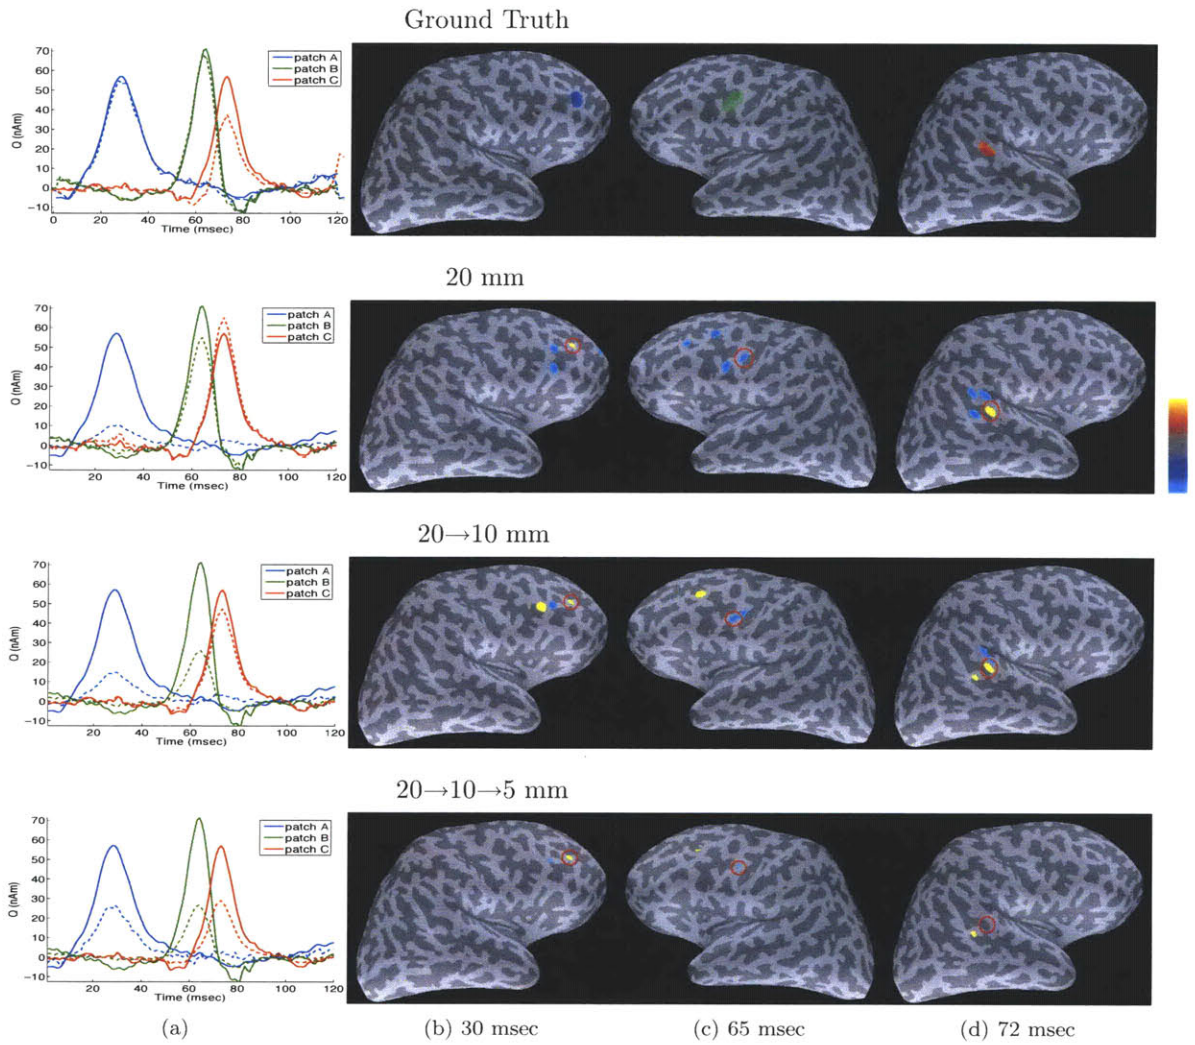 Ground Truth
70
60
50
40
30
20
10
0
−10
Q (nAm)
patch A
patch B
patch C
0 20 40 60 80 100 120
Time (msec)
20 mm
70
60
50
40
30
20
10
0
−10
Q (nAm)
patch A
patch B
patch C
20 40 60 80 100 120
Time (msec)
20→10 mm
70
60
50
40
30
20
10
0
−10
Q (nAm)
patch A
patch B
patch C
20 40 60 80 100 120
Time (msec)
20→10→5 mm
70
60
50
40
30
20
10
0
−10
Q (nAm)
patch A
patch B
patch C
20 40 60 80 100 120
Time (msec)
(a) (b) 30 msec (c) 65 msec (d) 72 msec